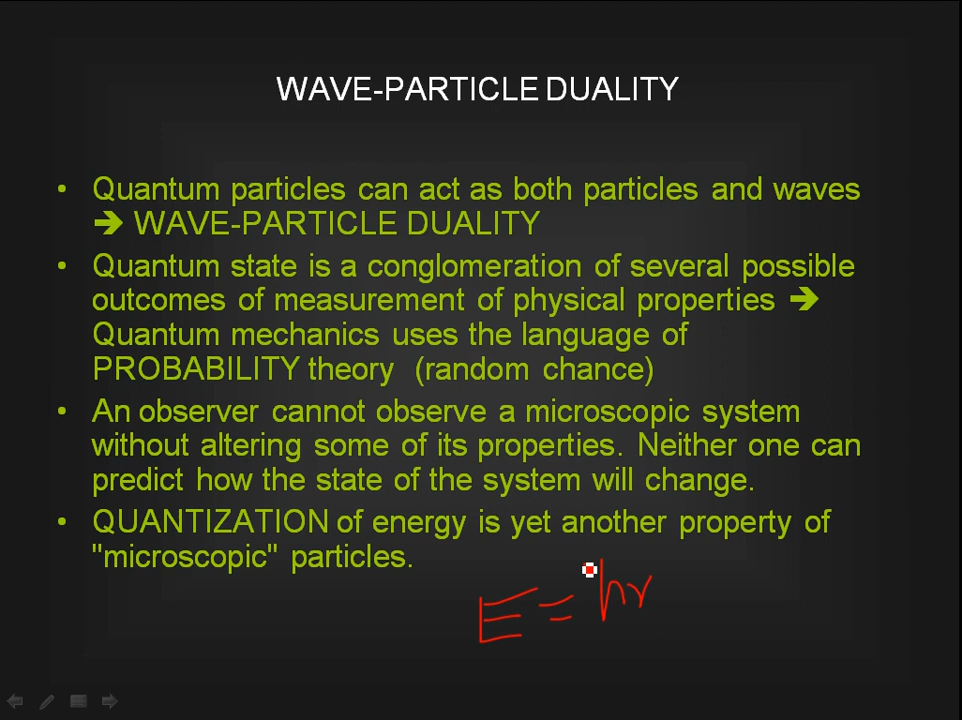 WAVE-PARTICLE DUALITY
• Quantum particles can act as both particles and waves
➔ WAVE-PARTICLE DUALITY
• Quantum state is a conglomeration of several possible
outcomes of measurement of physical properties ➔
Quantum mechanics uses the language of
PROBABILITY theory (random chance)
• An observer cannot observe a microscopic system
without altering some of its properties. Neither one can
predict how the state of the system will change.
• QUANTIZATION of energy is yet another property of
"microscopic" particles.
E = hν